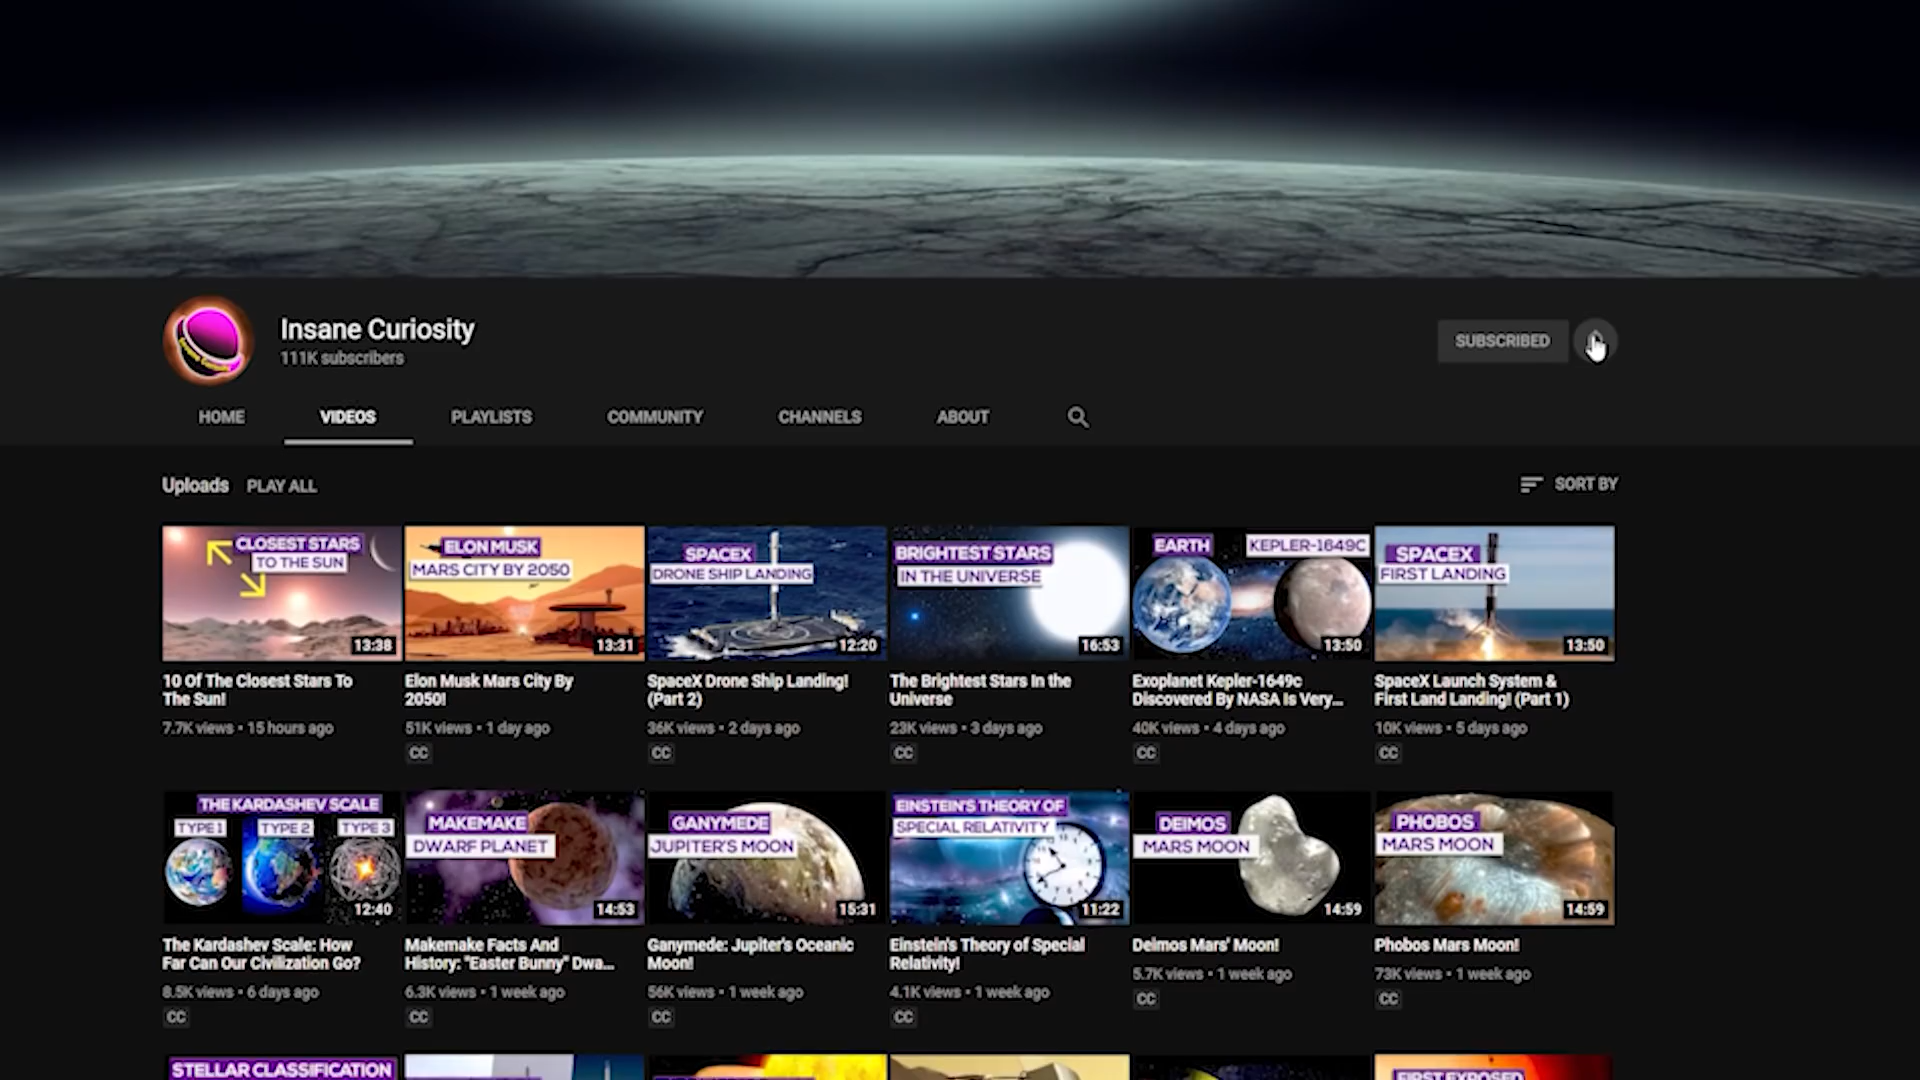 Insane Curiosity
111K subscribers
SUBSCRIBED
HOME VIDEOS PLAYLISTS COMMUNITY CHANNELS ABOUT
Uploads PLAY ALL SORT BY
CLOSEST STARS
TO THE SUN
13:38
ELON MUSK
MARS CITY BY 2050
13:31
SPACEX
DRONE SHIP LANDING
12:20
BRIGHTEST STARS
IN THE UNIVERSE
16:53
EARTH KEPLER-1649C
13:50
SPACEX
FIRST LANDING
13:50
10 Of The Closest Stars To
The Sun!
7.7K views • 15 hours ago
Elon Musk Mars City By
2050!
51K views • 1 day ago
CC
SpaceX Drone Ship Landing!
(Part 2)
36K views • 2 days ago
CC
The Brightest Stars In the
Universe
23K views • 3 days ago
CC
Exoplanet Kepler-1649c
Discovered By NASA Is Very...
40K views • 4 days ago
CC
SpaceX Launch System &
First Land Landing! (Part 1)
10K views • 5 days ago
CC
THE KARDASHEV SCALE
TYPE 1 TYPE 2 TYPE 3
12:40
MAKEMAKE
DWARF PLANET
14:53
GANYMEDE
JUPITER'S MOON
15:31
EINSTEIN'S THEORY OF
SPECIAL RELATIVITY
11:22
DEIMOS
MARS MOON
14:59
PHOBOS
MARS MOON
14:59
The Kardashev Scale: How
Far Can Our Civilization Go?
8.5K views • 6 days ago
CC
Makemake Facts And
History: "Easter Bunny" Dwa...
6.3K views • 1 week ago
CC
Ganymede: Jupiter's Oceanic
Moon!
56K views • 1 week ago
CC
Einstein's Theory of Special
Relativity!
4.1K views • 1 week ago
CC
Deimos Mars' Moon!
5.7K views • 1 week ago
CC
Phobos Mars Moon!
73K views • 1 week ago
CC
STELLAR CLASSIFICATION
FIRST EXPOSED